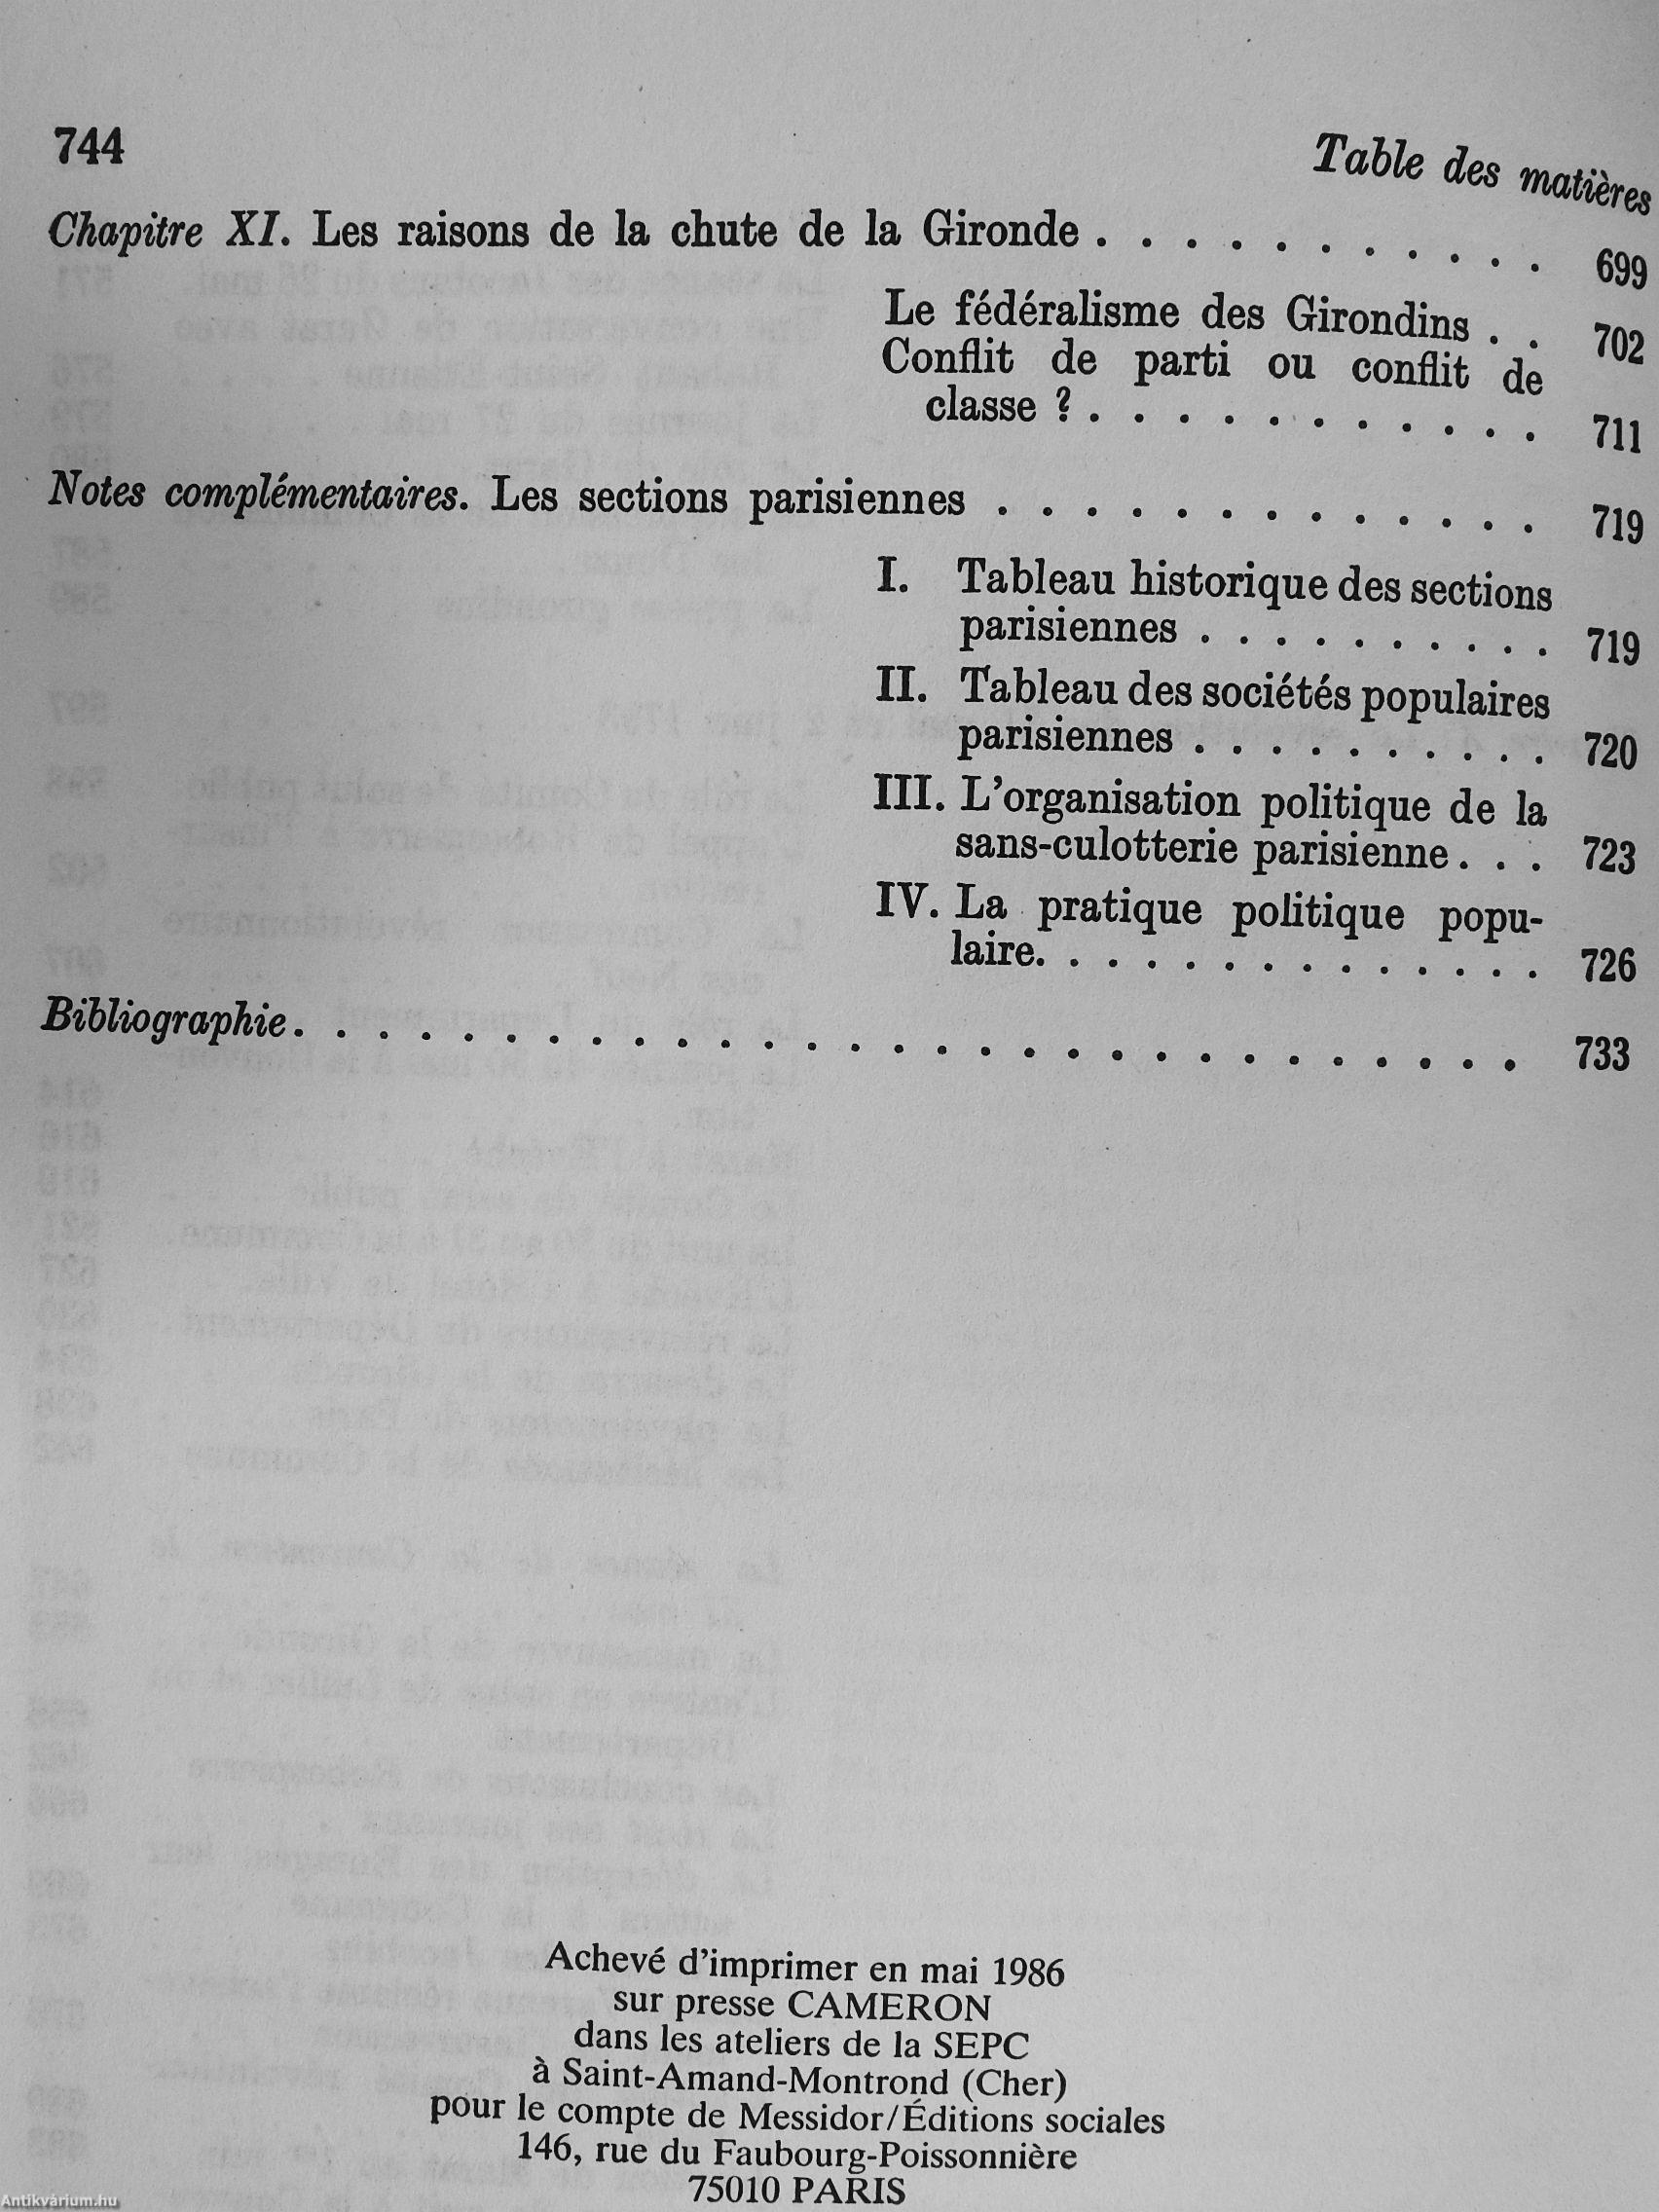 744
Table des matières
Chapitre XI. Les raisons de la chute de la Gironde . . . . . . . . . . . 699
Le fédéralisme des Girondins . . 702
Conflit de parti ou conflit de
classe ? . . . . . . . . . . . 711
Notes complémentaires. Les sections parisiennes . . . . . . . . . . . . . 719
I. Tableau historique des sections
parisiennes . . . . . . . . . . 719
II. Tableau des sociétés populaires
parisiennes . . . . . . . . . . 720
III. L'organisation politique de la
sans-culotterie parisienne . . . 723
IV. La pratique politique popu-
laire. . . . . . . . . . . . . . 726
Bibliographie. . . . . . . . . . . . . . . . . . . . . . . . . . . . . 733
Achevé d'imprimer en mai 1986
sur presse CAMERON
dans les ateliers de la SEPC
à Saint-Amand-Montrond (Cher)
pour le compte de Messidor/Éditions sociales
146, rue du Faubourg-Poissonnière
75010 PARIS
Antikvárium.hu